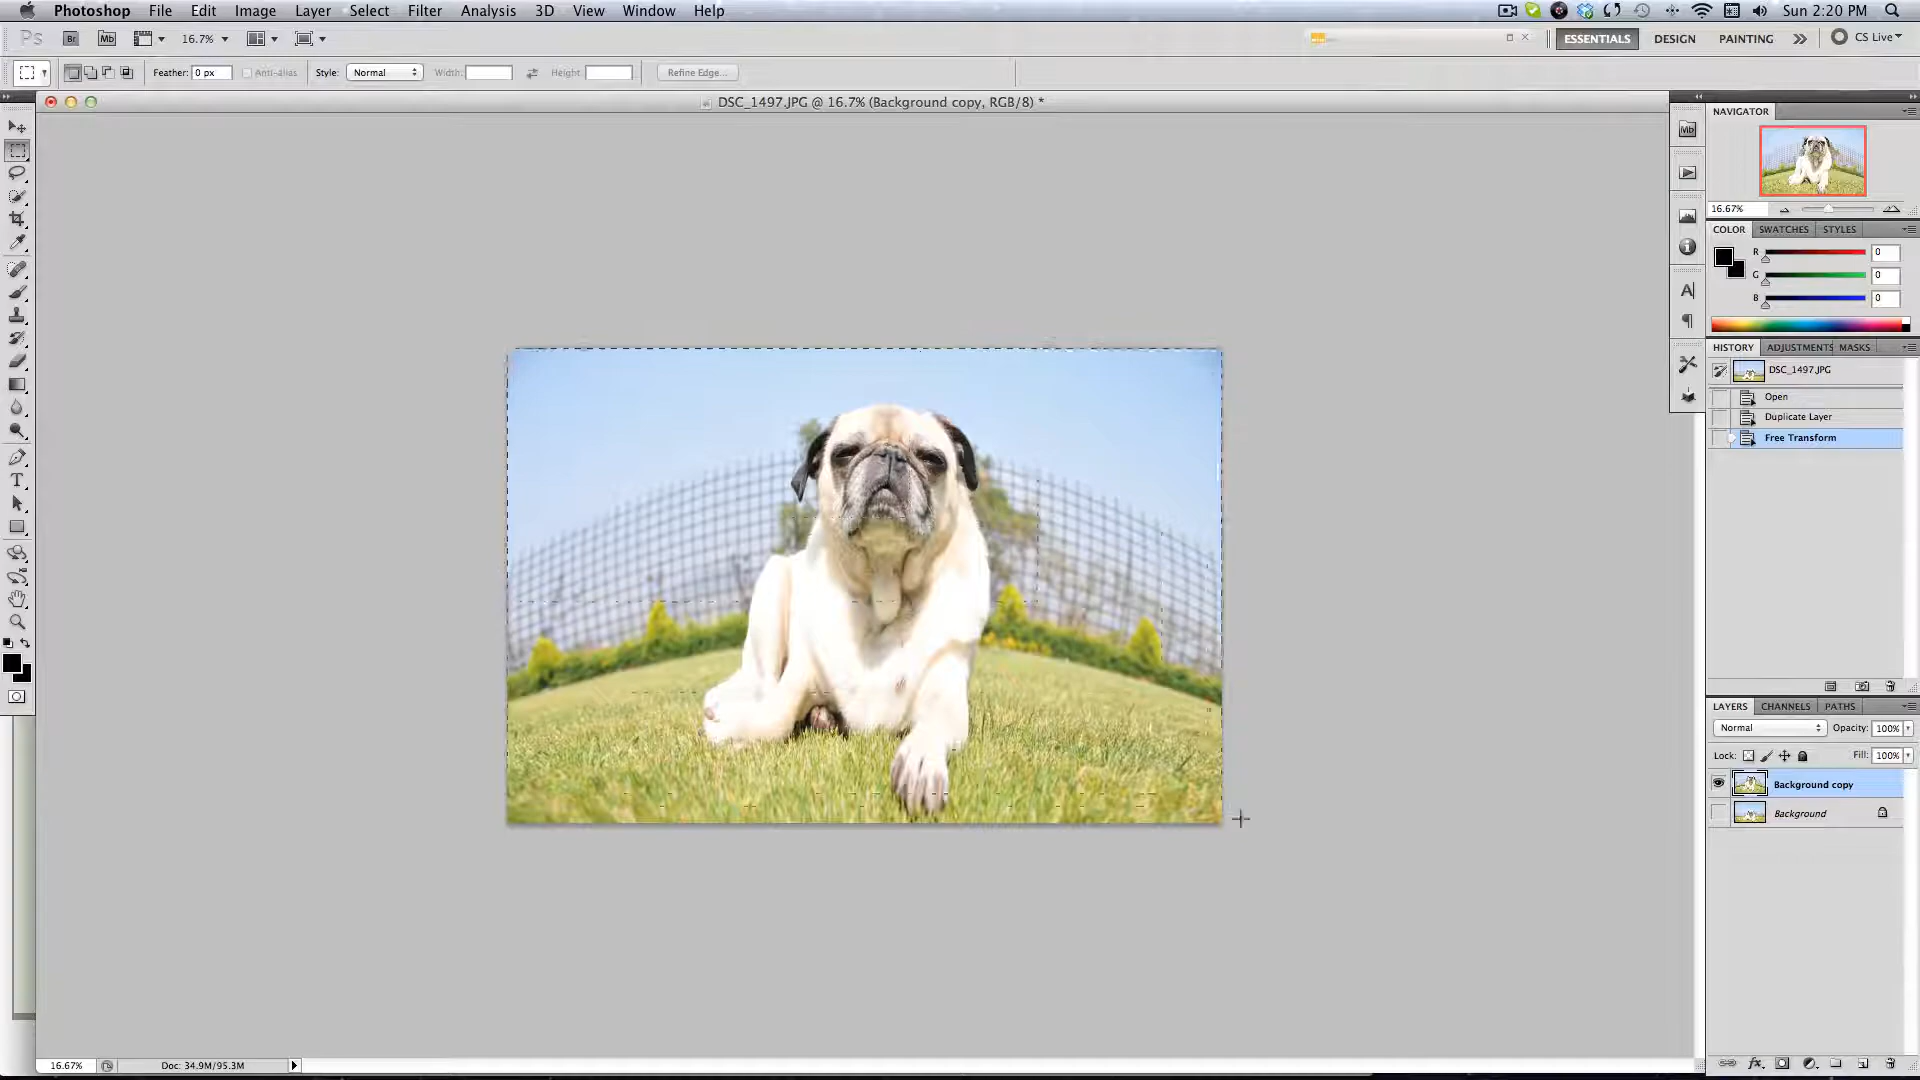 Photoshop File Edit Image Layer Select Filter Analysis 3D View Window Help Sun 2:20 PM
Ps Br Mb 16.7% ESSENTIALS DESIGN PAINTING CS Live
Feather: 0 px Anti-alias Style: Normal Width: Height: Refine Edge...
DSC_1497.JPG @ 16.7% (Background copy, RGB/8) *
NAVIGATOR
Mb
16.67%
COLOR SWATCHES STYLES
R 0
G 0
B 0
HISTORY ADJUSTMENTS MASKS
DSC_1497.JPG
Open
Duplicate Layer
Free Transform
LAYERS CHANNELS PATHS
Normal Opacity: 100%
Lock: Fill: 100%
Background copy
Background
16.67% Doc: 34.9M/95.3M